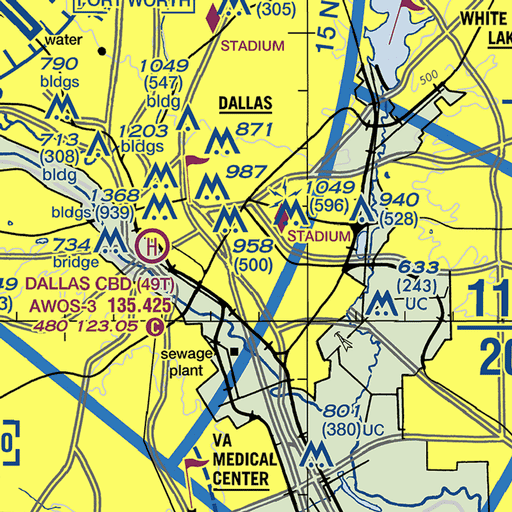 FORT WORTH
(305)
STADIUM
15 N
WHITE
LAK
water
790
bldgs
1049
(547)
bldg
500
DALLAS
713
(308)
bldg
1203
bldgs
871
987
1368
bldgs (939)
1049
(596)
STADIUM
940
(528)
734
bridge
H
958
(500)
633
(243)
UC
49
3)
DALLAS CBD (49T)
AWOS-3 135.425
480 123.05 C
11
20
sewage
plant
801
(380) UC
0
VA
MEDICAL
CENTER